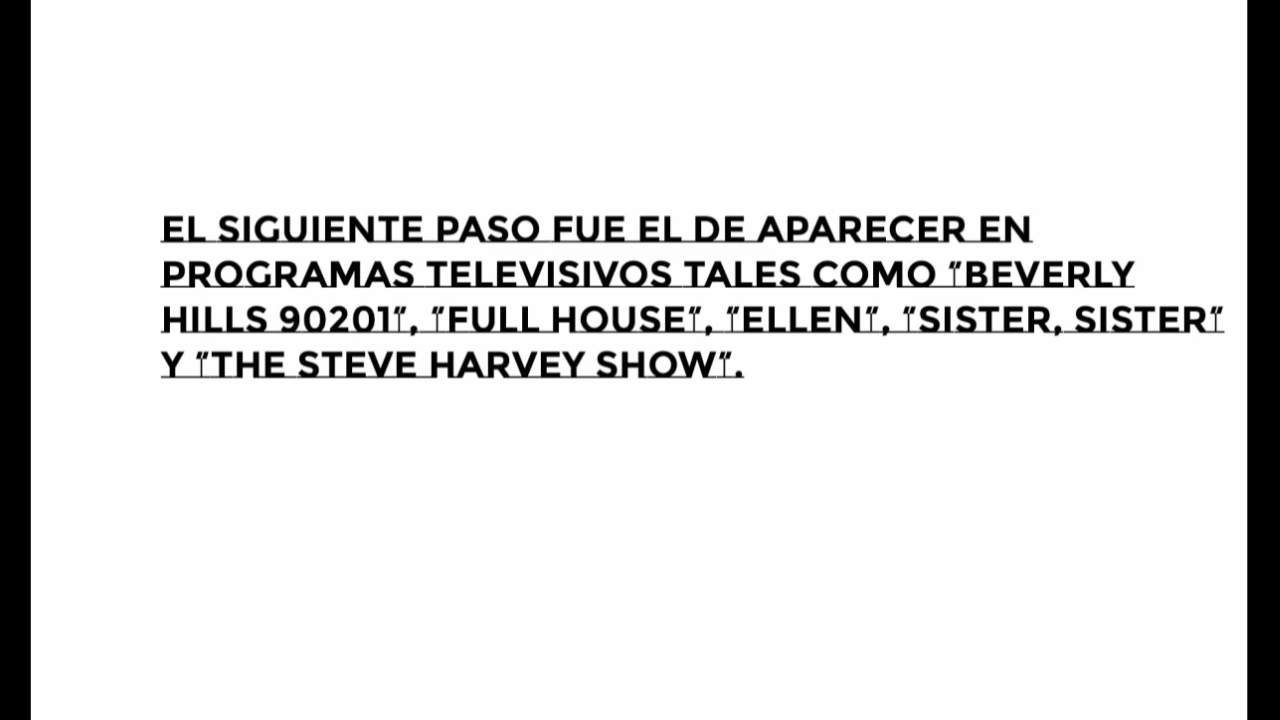 EL SIGUIENTE PASO FUE EL DE APARECER EN
PROGRAMAS TELEVISIVOS TALES COMO "BEVERLY
HILLS 90201", "FULL HOUSE", "ELLEN", "SISTER, SISTER"
Y "THE STEVE HARVEY SHOW".